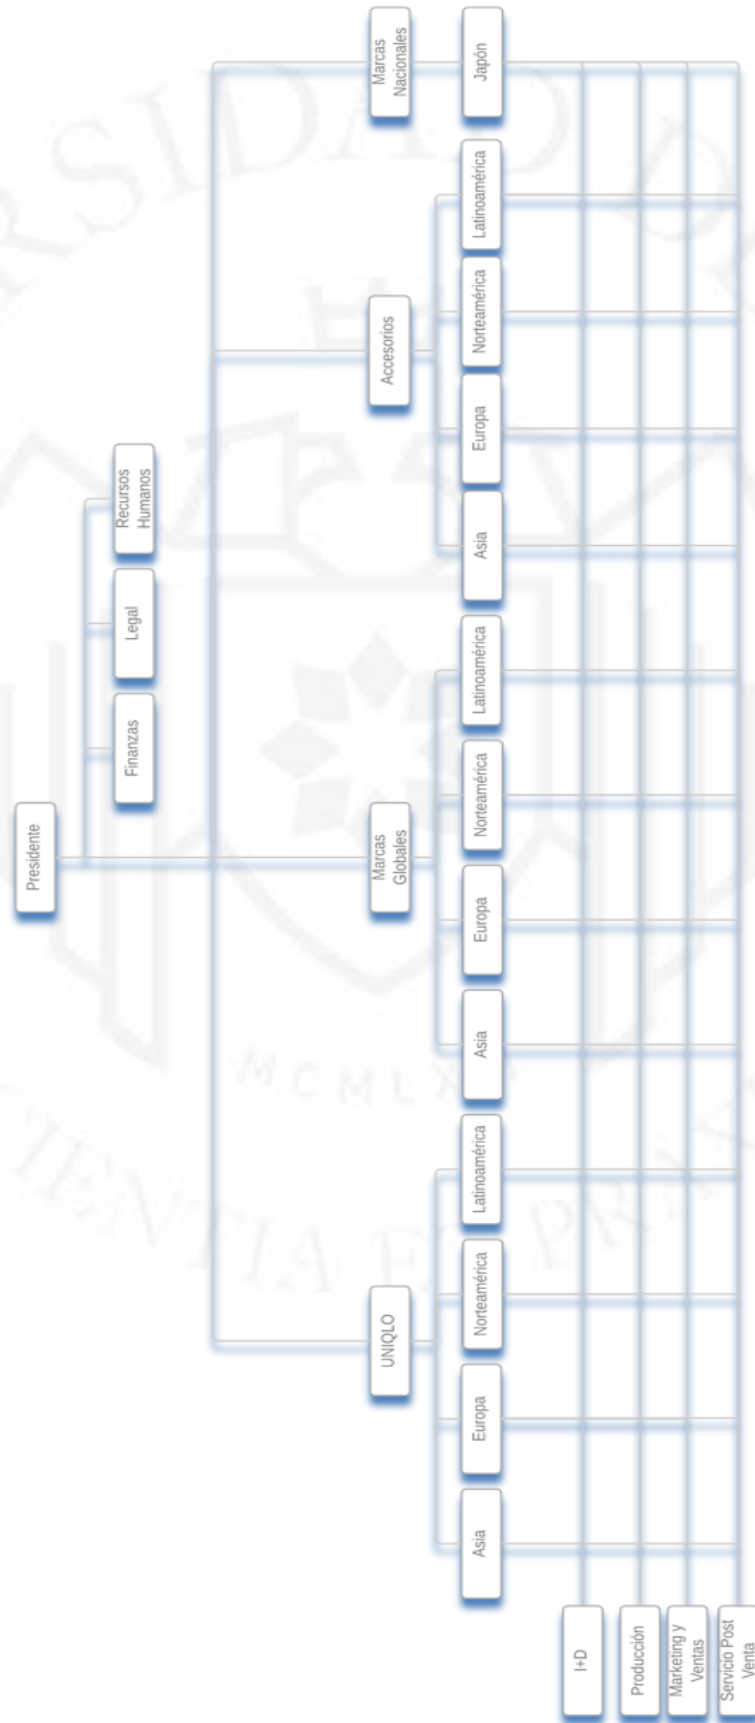 Presidente
Finanzas
Legal
Recursos
Humanos
UNIQLO
Marcas
Globales
Accesorios
Marcas
Nacionales
Asia
Europa
Norteamérica
Latinoamérica
Asia
Europa
Norteamérica
Latinoamérica
Asia
Europa
Norteamérica
Latinoamérica
Japón
I+D
Producción
Marketing y
Ventas
Servicio Post
Venta
MCMLX